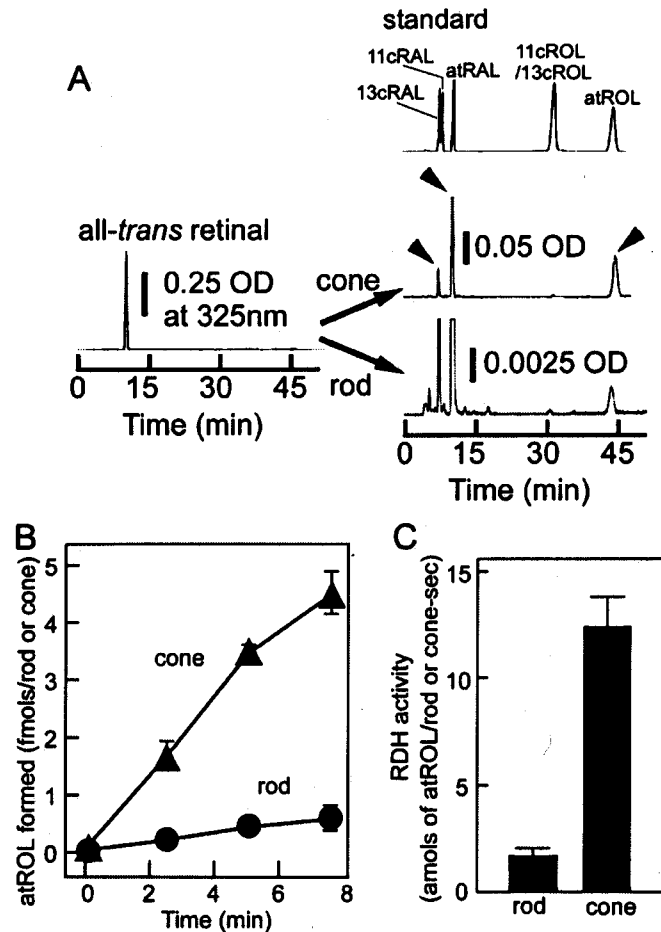 A
standard
11cRAL
13cRAL
atRAL
11cROL
/13cROL
atROL
all-trans retinal
0.25 OD
at 325nm
cone
rod
0.05 OD
0.0025 OD
0 15 30 45
Time (min)
0 15 30 45
Time (min)
B
atROL formed (fmols/rod or cone)
5
4
3
2
1
0
cone
rod
0 2 4 6 8
Time (min)
C
RDH activity
(amols of atROL/rod or cone-sec)
15
10
5
0
rod cone